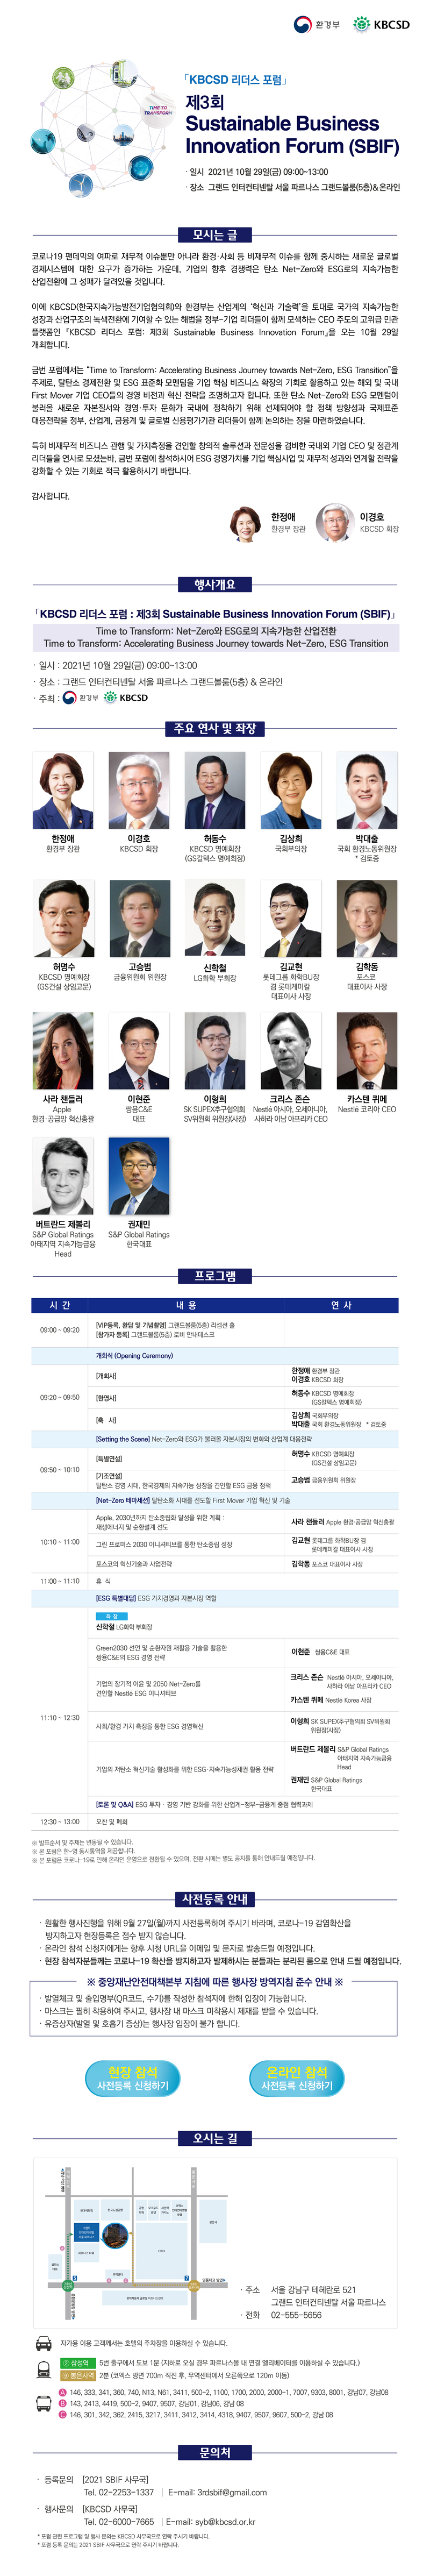 환경부 KBCSD
「KBCSD 리더스 포럼」
제3회
Sustainable Business
Innovation Forum (SBIF)
TIME TO
TRANSFORM
· 일시 2021년 10월 29일(금) 09:00~13:00
· 장소 그랜드 인터컨티넨탈 서울 파르나스 그랜드볼룸(5층)&온라인
모시는 글
코로나19 팬데믹의 여파로 재무적 이슈뿐만 아니라 환경·사회 등 비재무적 이슈를 함께 중시하는 새로운 글로벌
경제시스템에 대한 요구가 증가하는 가운데, 기업의 향후 경쟁력은 탄소 Net-Zero와 ESG로의 지속가능한
산업전환에 그 성패가 달려있을 것입니다.
이에 KBCSD(한국지속가능발전기업협의회)와 환경부는 산업계의 '혁신과 기술력'을 토대로 국가의 지속가능한
성장과 산업구조의 녹색전환에 기여할 수 있는 해법을 정부-기업 리더들이 함께 모색하는 CEO 주도의 고위급 민관
플랫폼인 「KBCSD 리더스 포럼: 제3회 Sustainable Business Innovation Forum」을 오는 10월 29일
개최합니다.
금번 포럼에서는 "Time to Transform: Accelerating Business Journey towards Net-Zero, ESG Transition"을
주제로, 탈탄소 경제전환 및 ESG 표준화 모멘텀을 기업 핵심 비즈니스 확장의 기회로 활용하고 있는 해외 및 국내
First Mover 기업 CEO들의 경영 비전과 혁신 전략을 조명하고자 합니다. 또한 탄소 Net-Zero와 ESG 모멘텀이
불러올 새로운 자본질서와 경영·투자 문화가 국내에 정착하기 위해 선제되어야 할 정책 방향성과 국제표준
대응전략을 정부, 산업계, 금융계 및 글로벌 신용평가기관 리더들이 함께 논의하는 장을 마련하였습니다.
특히 비재무적 비즈니스 관행 및 가치측정을 견인할 창의적 솔루션과 전문성을 겸비한 국내외 기업 CEO 및 정관계
리더들을 연사로 모셨는바, 금번 포럼에 참석하시어 ESG 경영가치를 기업 핵심사업 및 재무적 성과와 연계할 전략을
강화할 수 있는 기회로 적극 활용하시기 바랍니다.
감사합니다.
한정애 이경호
환경부 장관 KBCSD 회장
행사개요
「KBCSD 리더스 포럼 : 제3회 Sustainable Business Innovation Forum (SBIF)」
Time to Transform: Net-Zero와 ESG로의 지속가능한 산업전환
Time to Transform: Accelerating Business Journey towards Net-Zero, ESG Transition
· 일시 : 2021년 10월 29일(금) 09:00~13:00
· 장소 : 그랜드 인터컨티넨탈 서울 파르나스 그랜드볼룸(5층) & 온라인
· 주최 : 환경부 KBCSD
주요 연사 및 좌장
한정애
환경부 장관
이경호
KBCSD 회장
허동수
KBCSD 명예회장
(GS칼텍스 명예회장)
김상희
국회부의장
박대출
국회 환경노동위원장
* 검토중
허명수
KBCSD 명예회장
(GS건설 상임고문)
고승범
금융위원회 위원장
신학철
LG화학 부회장
김교현
롯데그룹 화학BU장
겸 롯데케미칼
대표이사 사장
김학동
포스코
대표이사 사장
사라 챈들러
Apple
환경·공급망 혁신총괄
이현준
쌍용C&E
대표
이형희
SK SUPEX추구협의회
SV위원회 위원장(사장)
크리스 존슨
Nestlé 아시아, 오세아니아,
사하라 이남 아프리카 CEO
카스텐 퀴메
Nestlé 코리아 CEO
버트란드 제불리
S&P Global Ratings
아태지역 지속가능금융
Head
권재민
S&P Global Ratings
한국대표
프로그램
시 간 내 용 연 사
09:00 ~ 09:20
[VIP등록, 환담 및 기념촬영] 그랜드볼룸(5층) 리셉션 홀
[참가자 등록] 그랜드볼룸(5층) 로비 안내데스크
개회식 (Opening Ceremony)
09:20 ~ 09:50
[개회사]
한정애 환경부 장관
이경호 KBCSD 회장
[환영사]
허동수 KBCSD 명예회장
(GS칼텍스 명예회장)
[축 사]
김상희 국회부의장
박대출 국회 환경노동위원장 * 검토중
[Setting the Scene] Net-Zero와 ESG가 불러올 자본시장의 변화와 산업계 대응전략
09:50 ~ 10:10
[특별연설]
허명수 KBCSD 명예회장
(GS건설 상임고문)
[기조연설]
탈탄소 경영 시대, 한국경제의 지속가능 성장을 견인할 ESG 금융 정책
고승범 금융위원회 위원장
[Net-Zero 테마세션] 탈탄소화 시대를 선도할 First Mover 기업 혁신 및 기술
10:10 ~ 11:00
Apple, 2030년까지 탄소중립화 달성을 위한 계획 :
재생에너지 및 순환설계 선도
사라 챈들러 Apple 환경·공급망 혁신총괄
그린 프로미스 2030 이니셔티브를 통한 탄소중립 성장
김교현 롯데그룹 화학BU장 겸
롯데케미칼 대표이사 사장
포스코의 혁신기술과 사업전략
김학동 포스코 대표이사 사장
11:00 ~ 11:10 휴 식
[ESG 특별대담] ESG 가치경영과 자본시장 역할
11:10 ~ 12:30
좌 장
신학철 LG화학 부회장
Green2030 선언 및 순환자원 재활용 기술을 활용한
쌍용C&E의 ESG 경영 전략
이현준 쌍용C&E 대표
기업의 장기적 이윤 및 2050 Net-Zero를
견인할 Nestlé ESG 이니셔티브
크리스 존슨 Nestlé 아시아, 오세아니아,
사하라 이남 아프리카 CEO
카스텐 퀴메 Nestlé Korea 사장
사회/환경 가치 측정을 통한 ESG 경영혁신
이형희 SK SUPEX추구협의회 SV위원회
위원장(사장)
기업의 저탄소 혁신기술 활성화를 위한 ESG·지속가능성채권 활용 전략
버트란드 제불리 S&P Global Ratings
아태지역 지속가능금융
Head
권재민 S&P Global Ratings
한국대표
[토론 및 Q&A] ESG 투자 · 경영 기반 강화를 위한 산업계-정부-금융계 중점 협력과제
12:30 ~ 13:00 오찬 및 폐회
※ 발표순서 및 주제는 변동될 수 있습니다.
※ 본 포럼은 한-영 동시통역을 제공합니다.
※ 본 포럼은 코로나-19로 인해 온라인 운영으로 전환될 수 있으며, 전환 시에는 별도 공지를 통해 안내드릴 예정입니다.
사전등록 안내
· 원활한 행사진행을 위해 9월 27일(월)까지 사전등록하여 주시기 바라며, 코로나-19 감염확산을
방지하고자 현장등록은 접수 받지 않습니다.
· 온라인 참석 신청자에게는 향후 시청 URL을 이메일 및 문자로 발송드릴 예정입니다.
· 현장 참석자분들께는 코로나-19 확산을 방지하고자 발제하시는 분들과는 분리된 룸으로 안내 드릴 예정입니다.
※ 중앙재난안전대책본부 지침에 따른 행사장 방역지침 준수 안내 ※
· 발열체크 및 출입명부(QR코드, 수기)를 작성한 참석자에 한해 입장이 가능합니다.
· 마스크는 필히 착용하여 주시고, 행사장 내 마스크 미착용시 제재를 받을 수 있습니다.
· 유증상자(발열 및 호흡기 증상)는 행사장 입장이 불가 합니다.
현장 참석
사전등록 신청하기
온라인 참석
사전등록 신청하기
오시는 길
· 주소 서울 강남구 테헤란로 521
그랜드 인터컨티넨탈 서울 파르나스
· 전화 02-555-5656
자가용 이용 고객께서는 호텔의 주차장을 이용하실 수 있습니다.
② 삼성역 5번 출구에서 도보 1분 (지하로 오실 경우 파르나스몰 내 연결 엘리베이터를 이용하실 수 있습니다.)
⑨ 봉은사역 2분 (코엑스 방면 700m 직진 후, 무역센터에서 오른쪽으로 120m 이동)
A 146, 333, 341, 360, 740, N13, N61, 3411, 500-2, 1100, 1700, 2000, 2000-1, 7007, 9303, 8001, 강남07, 강남08
B 143, 2413, 4419, 500-2, 9407, 9507, 강남01, 강남06, 강남 08
C 146, 301, 342, 362, 2415, 3217, 3411, 3412, 3414, 4318, 9407, 9507, 9607, 500-2, 강남 08
문의처
· 등록문의 [2021 SBIF 사무국]
Tel. 02-2253-1337 | E-mail: 3rdsbif@gmail.com
· 행사문의 [KBCSD 사무국]
Tel. 02-6000-7665 | E-mail: syb@kbcsd.or.kr
* 포럼 관련 프로그램 및 행사 문의는 KBCSD 사무국으로 연락 주시기 바랍니다.
* 포럼 등록 문의는 2021 SBIF 사무국으로 연락 주시기 바랍니다.